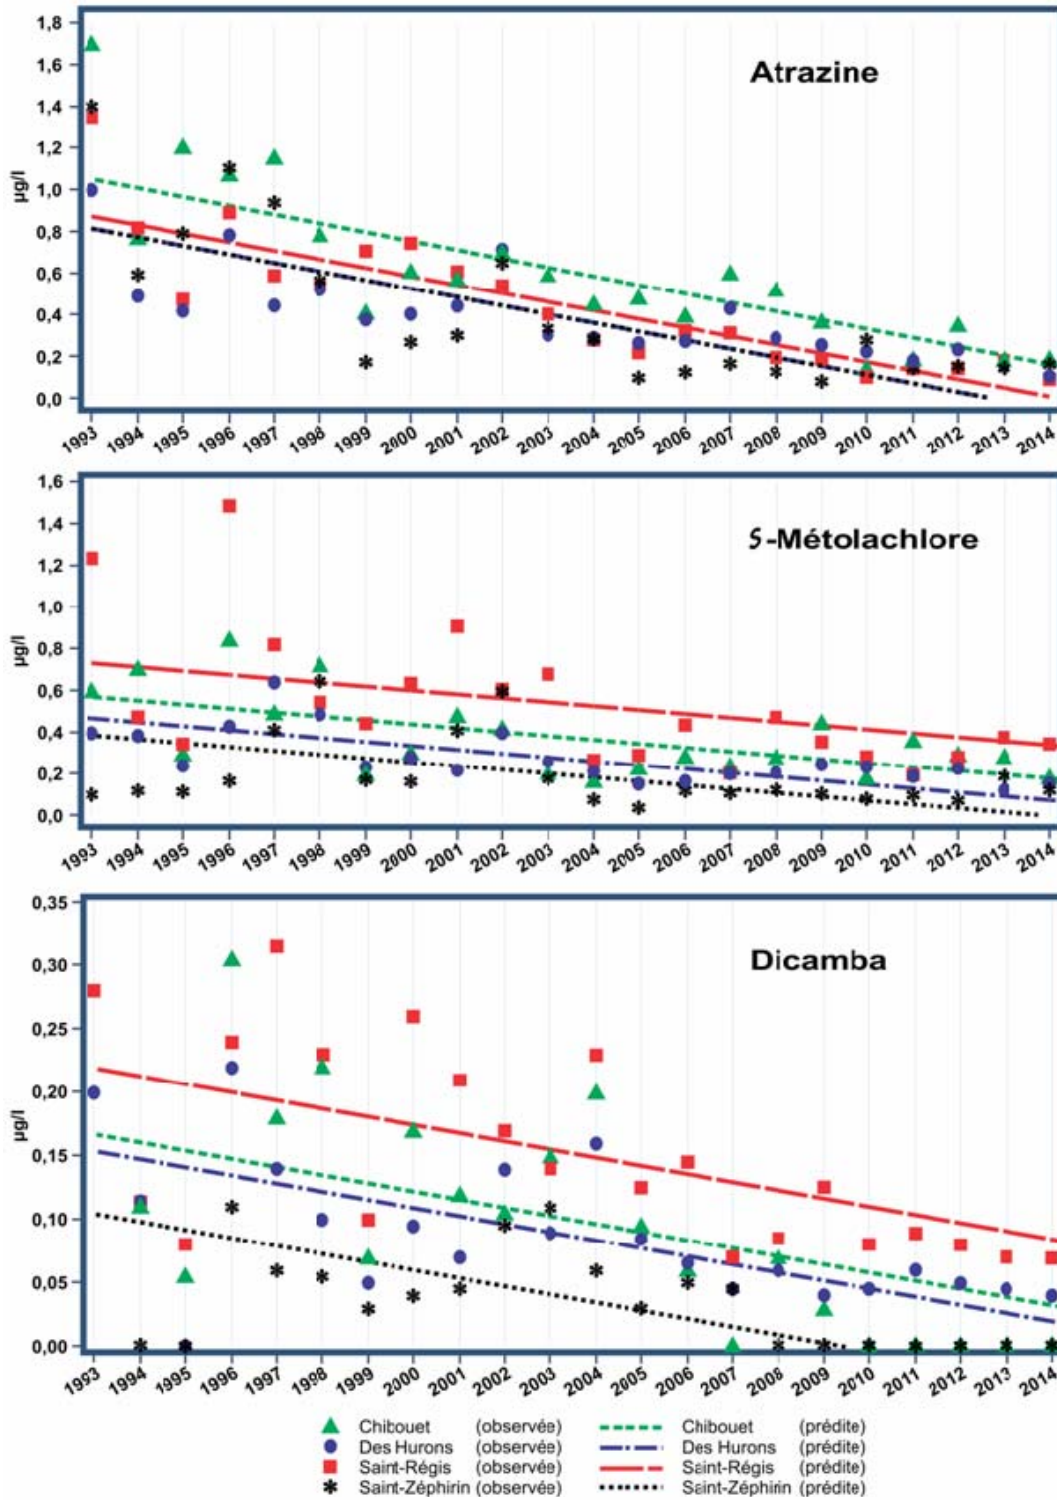 1,8
1,6
Atrazine
1,4
1,2
µg/l
1,0
0,8
0,6
0,4
0,2
0,0
1993 1994 1995 1996 1997 1998 1999 2000 2001 2002 2003 2004 2005 2006 2007 2008 2009 2010 2011 2012 2013 2014
1,6
1,4
S-Métolachlore
1,2
1,0
µg/l
0,8
0,6
0,4
0,2
0,0
1993 1994 1995 1996 1997 1998 1999 2000 2001 2002 2003 2004 2005 2006 2007 2008 2009 2010 2011 2012 2013 2014
0,35
Dicamba
0,30
0,25
0,20
µg/l
0,15
0,10
0,05
0,00
1993 1994 1995 1996 1997 1998 1999 2000 2001 2002 2003 2004 2005 2006 2007 2008 2009 2010 2011 2012 2013 2014
Chibouet (observée) Chibouet (prédite)
Des Hurons (observée) Des Hurons (prédite)
Saint-Régis (observée) Saint-Régis (prédite)
Saint-Zéphirin (observée) Saint-Zéphirin (prédite)